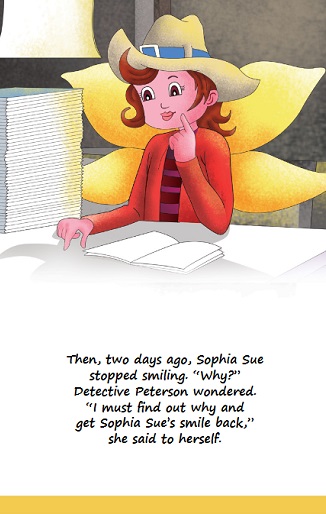 Then, two days ago, Sophia Sue
stopped smiling. “Why?”
Detective Peterson wondered.
“I must find out why and
get Sophia Sue’s smile back,”
she said to herself.